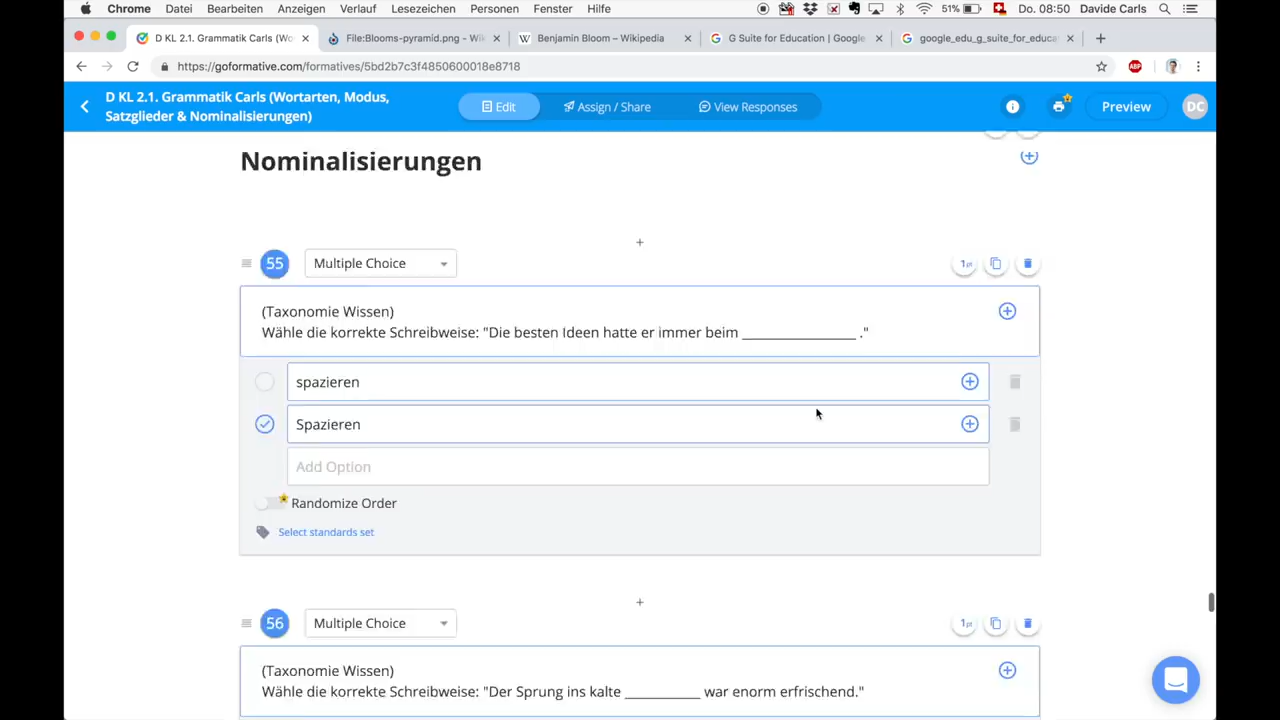 Chrome Datei Bearbeiten Anzeigen Verlauf Lesezeichen Personen Fenster Hilfe 51% Do. 08:50 Davide Carls
D KL 2.1. Grammatik Carls (Wo File:Blooms-pyramid.png – Wik Benjamin Bloom – Wikipedia G Suite for Education | Google google_edu_g_suite_for_educa
https://goformative.com/formatives/5bd2b7c3f4850600018e8718 ABP
D KL 2.1. Grammatik Carls (Wortarten, Modus,
Satzglieder & Nominalisierungen)
Edit Assign / Share View Responses Preview DC
Nominalisierungen
55 Multiple Choice 1pt
(Taxonomie Wissen)
Wähle die korrekte Schreibweise: "Die besten Ideen hatte er immer beim ________________ ."
spazieren
Spazieren
Add Option
Randomize Order
Select standards set
56 Multiple Choice 1pt
(Taxonomie Wissen)
Wähle die korrekte Schreibweise: "Der Sprung ins kalte __________ war enorm erfrischend."